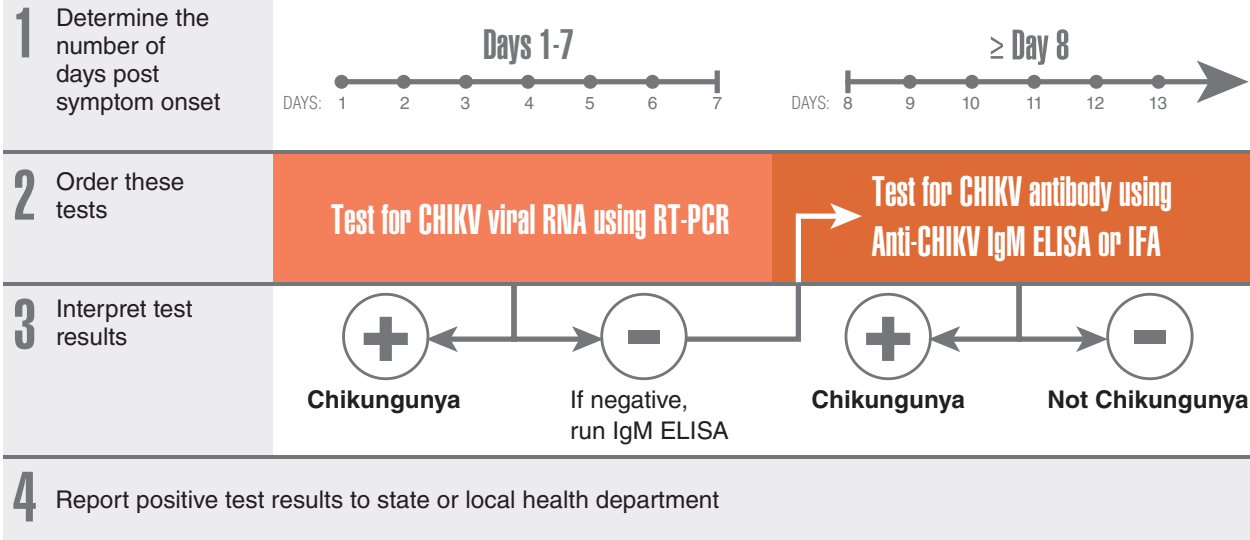 1
Determine the
number of
days post
symptom onset
Days 1-7
DAYS: 1 2 3 4 5 6 7
≥ Day 8
DAYS: 8 9 10 11 12 13
2
Order these
tests
Test for CHIKV viral RNA using RT-PCR
Test for CHIKV antibody using
Anti-CHIKV IgM ELISA or IFA
3
Interpret test
results
+
Chikungunya
-
If negative,
run IgM ELISA
+
Chikungunya
-
Not Chikungunya
4
Report positive test results to state or local health department